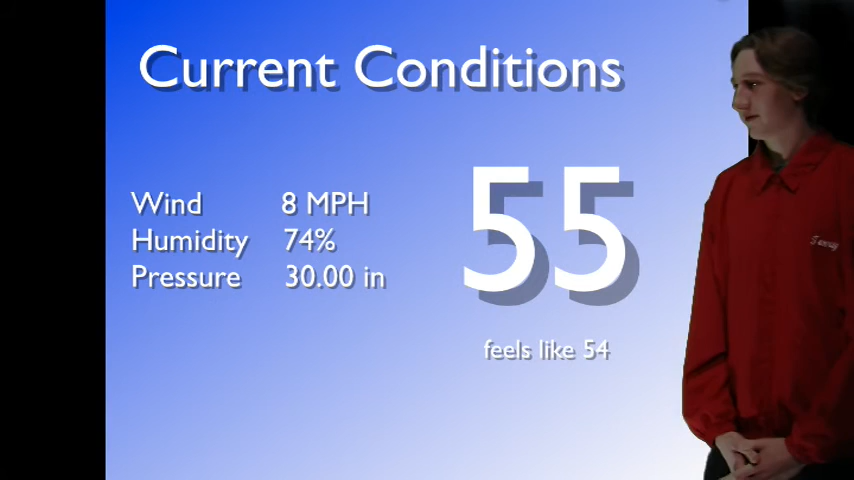 Current Conditions
Wind 8 MPH
Humidity 74%
Pressure 30.00 in
55
feels like 54